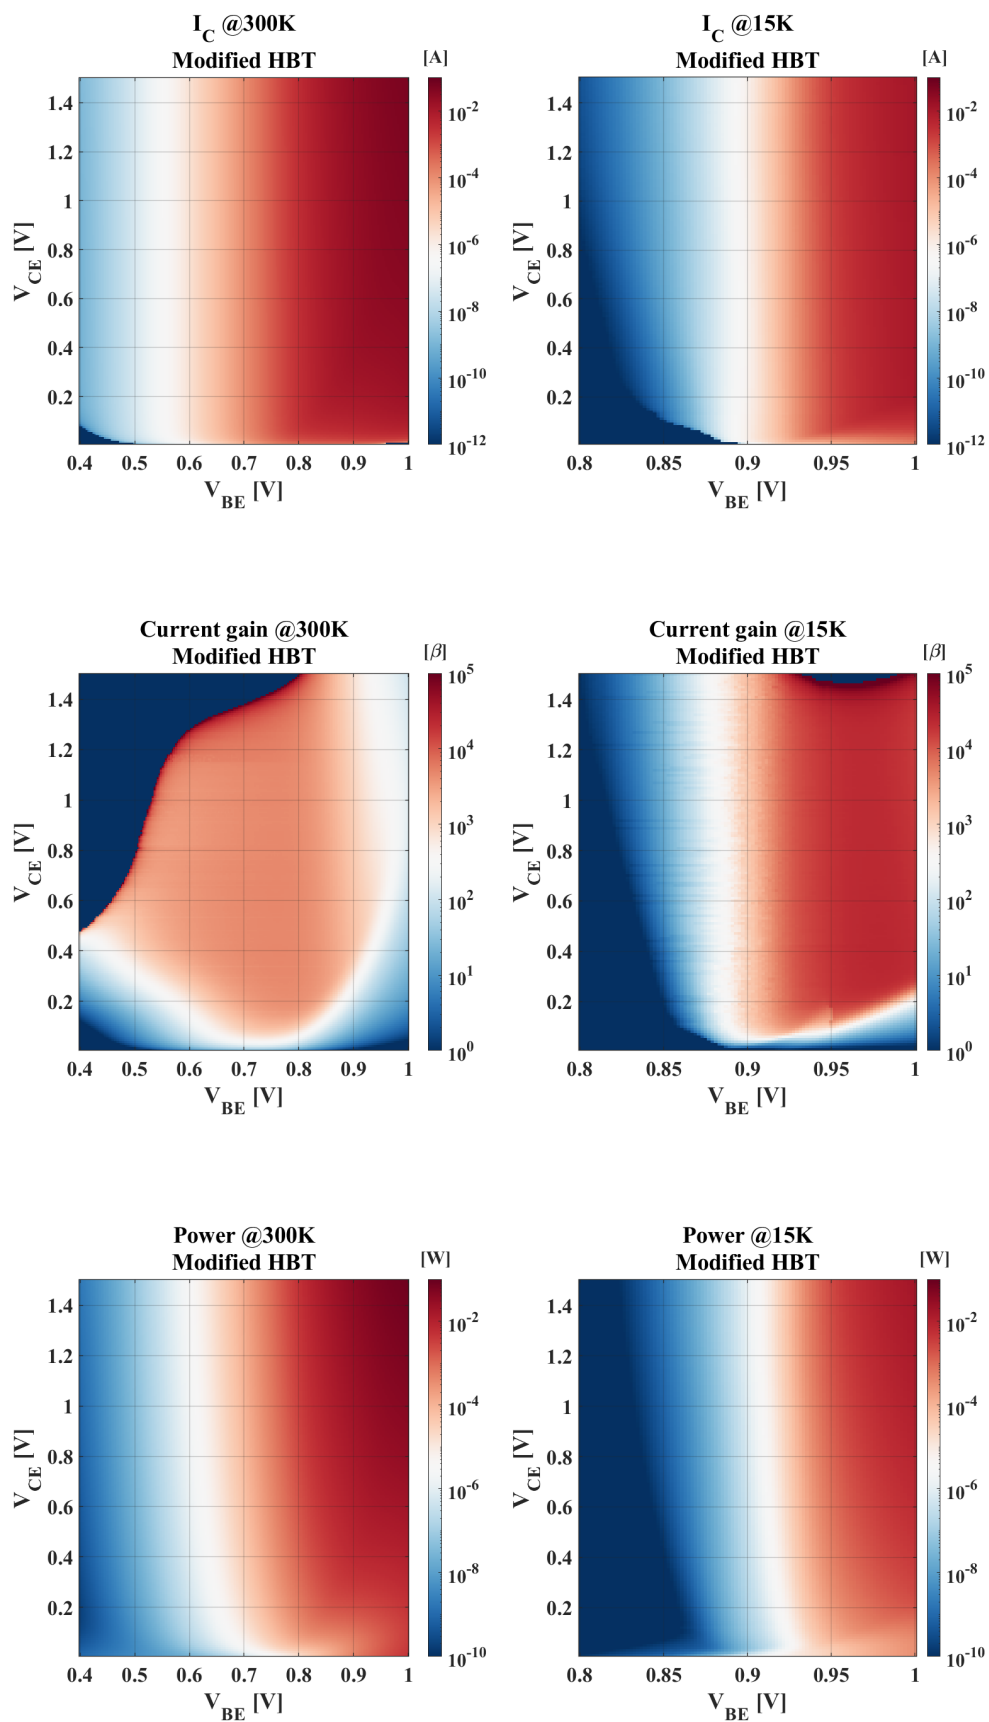 I_C @300K
Modified HBT
[A]
1.4
1.2
1
0.8
0.6
0.4
0.2
V_CE [V]
10^-2
10^-4
10^-6
10^-8
10^-10
10^-12
0.4 0.5 0.6 0.7 0.8 0.9 1
V_BE [V]
I_C @15K
Modified HBT
[A]
1.4
1.2
1
0.8
0.6
0.4
0.2
V_CE [V]
10^-2
10^-4
10^-6
10^-8
10^-10
10^-12
0.8 0.85 0.9 0.95 1
V_BE [V]
Current gain @300K
Modified HBT
[β]
1.4
1.2
1
0.8
0.6
0.4
0.2
V_CE [V]
10^5
10^4
10^3
10^2
10^1
10^0
0.4 0.5 0.6 0.7 0.8 0.9 1
V_BE [V]
Current gain @15K
Modified HBT
[β]
1.4
1.2
1
0.8
0.6
0.4
0.2
V_CE [V]
10^5
10^4
10^3
10^2
10^1
10^0
0.8 0.85 0.9 0.95 1
V_BE [V]
Power @300K
Modified HBT
[W]
1.4
1.2
1
0.8
0.6
0.4
0.2
V_CE [V]
10^-2
10^-4
10^-6
10^-8
10^-10
0.4 0.5 0.6 0.7 0.8 0.9 1
V_BE [V]
Power @15K
Modified HBT
[W]
1.4
1.2
1
0.8
0.6
0.4
0.2
V_CE [V]
10^-2
10^-4
10^-6
10^-8
10^-10
0.8 0.85 0.9 0.95 1
V_BE [V]